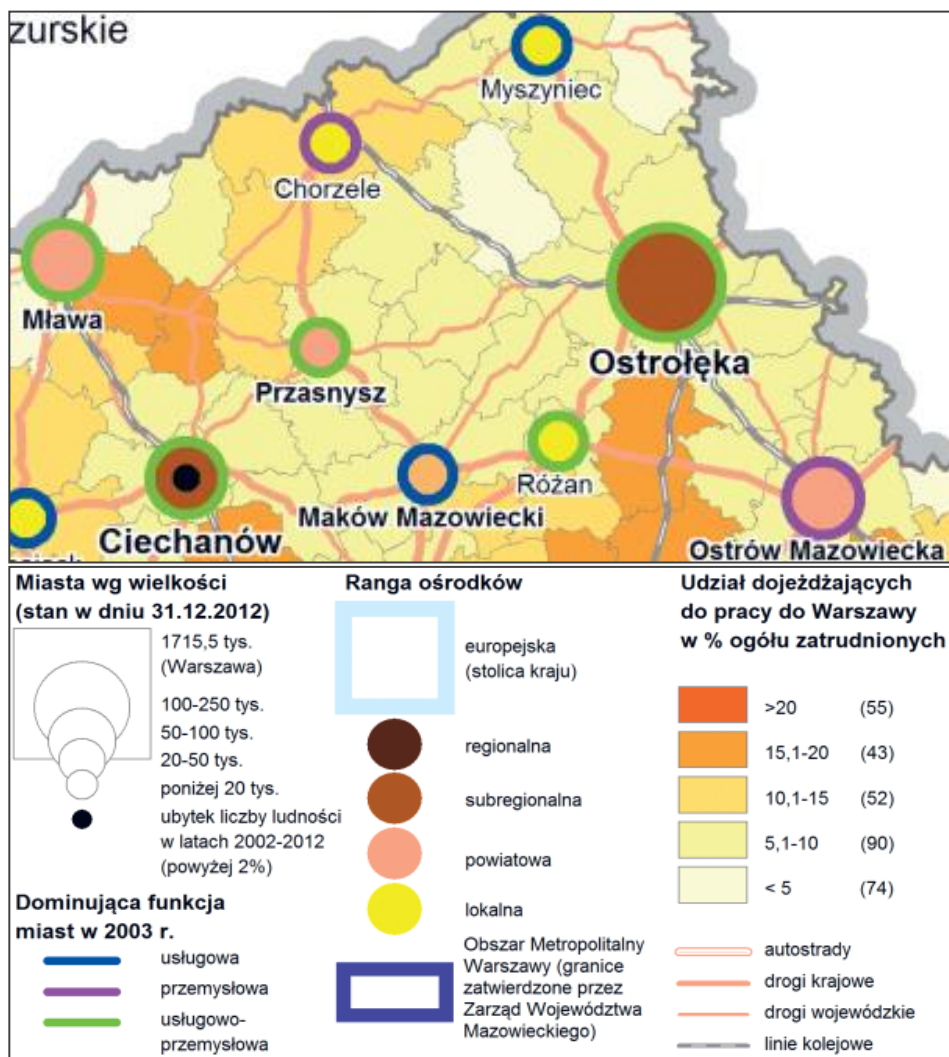 zurskie
Myszyniec
Chorzele
Mława
Przasnysz
Ostrołęka
Różan
Ciechanów
Maków Mazowiecki
Ostrów Mazowiecka
Miasta wg wielkości
(stan w dniu 31.12.2012)
1715,5 tys.
(Warszawa)
100-250 tys.
50-100 tys.
20-50 tys.
poniżej 20 tys.
ubytek liczby ludności
w latach 2002-2012
(powyżej 2%)
Dominująca funkcja
miast w 2003 r.
usługowa
przemysłowa
usługowo-
przemysłowa
Ranga ośrodków
europejska
(stolica kraju)
regionalna
subregionalna
powiatowa
lokalna
Obszar Metropolitalny
Warszawy (granice
zatwierdzone przez
Zarząd Województwa
Mazowieckiego)
Udział dojeżdżających
do pracy do Warszawy
w % ogółu zatrudnionych
>20 (55)
15,1-20 (43)
10,1-15 (52)
5,1-10 (90)
< 5 (74)
autostrady
drogi krajowe
drogi wojewódzkie
linie kolejowe